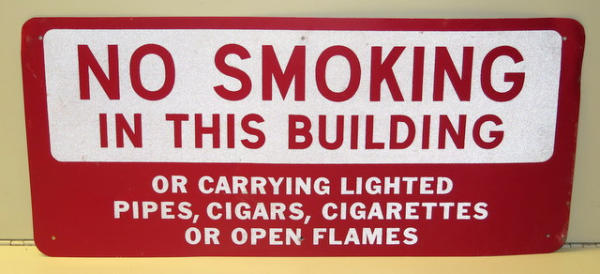 NO SMOKING
IN THIS BUILDING
OR CARRYING LIGHTED
PIPES, CIGARS, CIGARETTES
OR OPEN FLAMES